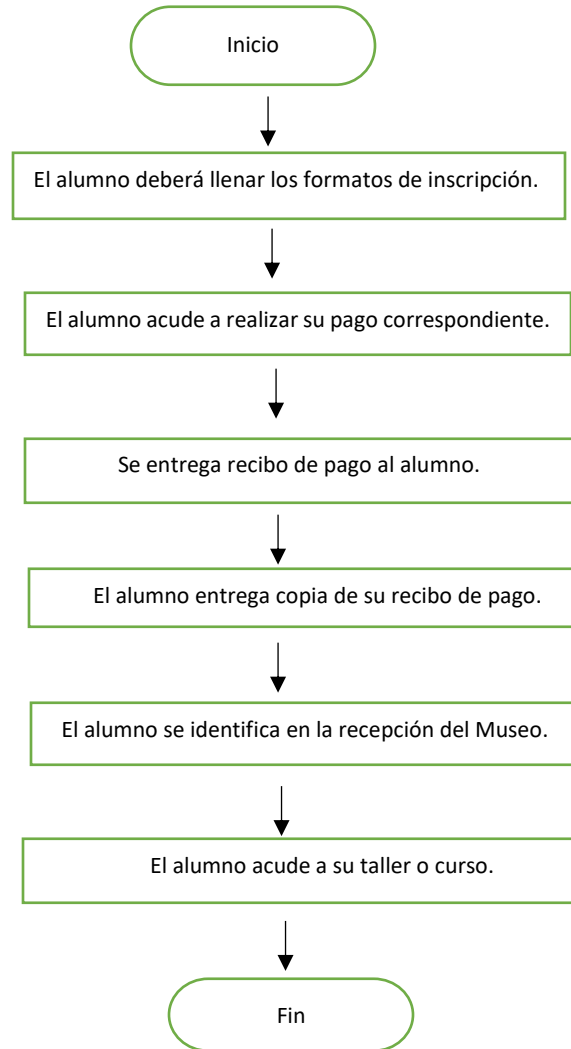 Inicio
El alumno deberá llenar los formatos de inscripción.
El alumno acude a realizar su pago correspondiente.
Se entrega recibo de pago al alumno.
El alumno entrega copia de su recibo de pago.
El alumno se identifica en la recepción del Museo.
El alumno acude a su taller o curso.
Fin